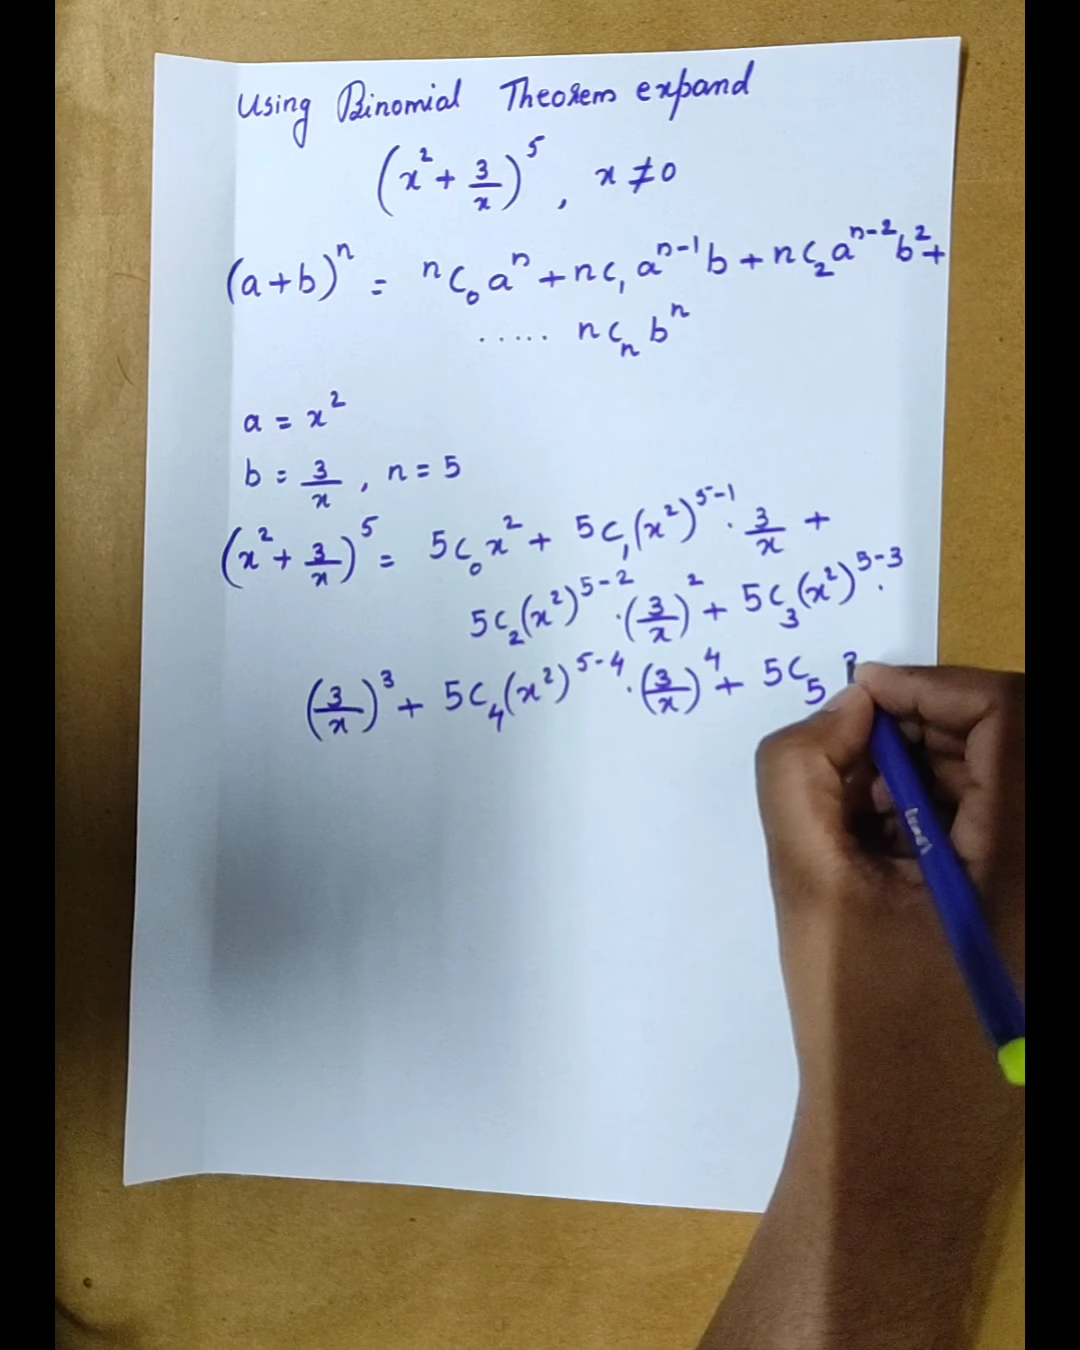 Using Binomial Theorem expand
(x² + 3/x)⁵, x ≠ 0
(a+b)ⁿ = ⁿC₀aⁿ + nC₁aⁿ⁻¹b + nC₂aⁿ⁻²b² +
..... nCₙbⁿ
a = x²
b = 3/x, n = 5
(x² + 3/x)⁵ = 5C₀x² + 5C₁(x²)⁵⁻¹ · 3/x +
5C₂(x²)⁵⁻² · (3/x)² + 5C₃(x²)⁵⁻³ ·
(3/x)³ + 5C₄(x²)⁵⁻⁴ · (3/x)⁴ + 5C₅